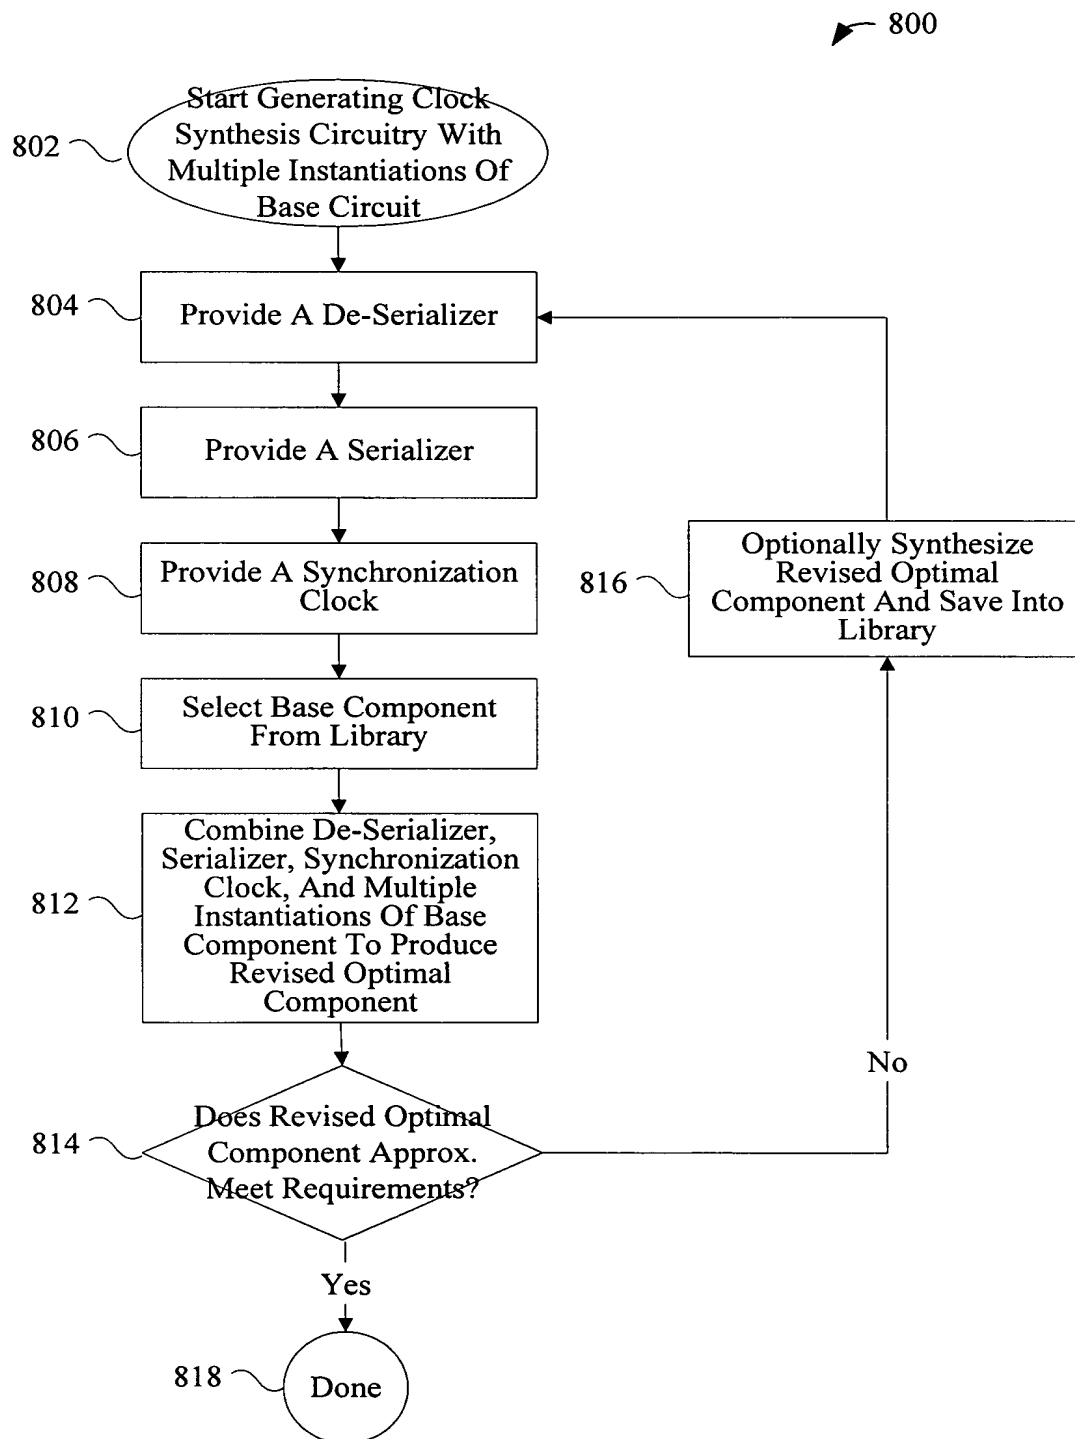 800
802
Start Generating Clock
Synthesis Circuitry With
Multiple Instantiations Of
Base Circuit
804
Provide A De-Serializer
806
Provide A Serializer
808
Provide A Synchronization
Clock
810
Select Base Component
From Library
812
Combine De-Serializer,
Serializer, Synchronization
Clock, And Multiple
Instantiations Of Base
Component To Produce
Revised Optimal
Component
814
Does Revised Optimal
Component Approx.
Meet Requirements?
No
816
Optionally Synthesize
Revised Optimal
Component And Save Into
Library
Yes
818
Done